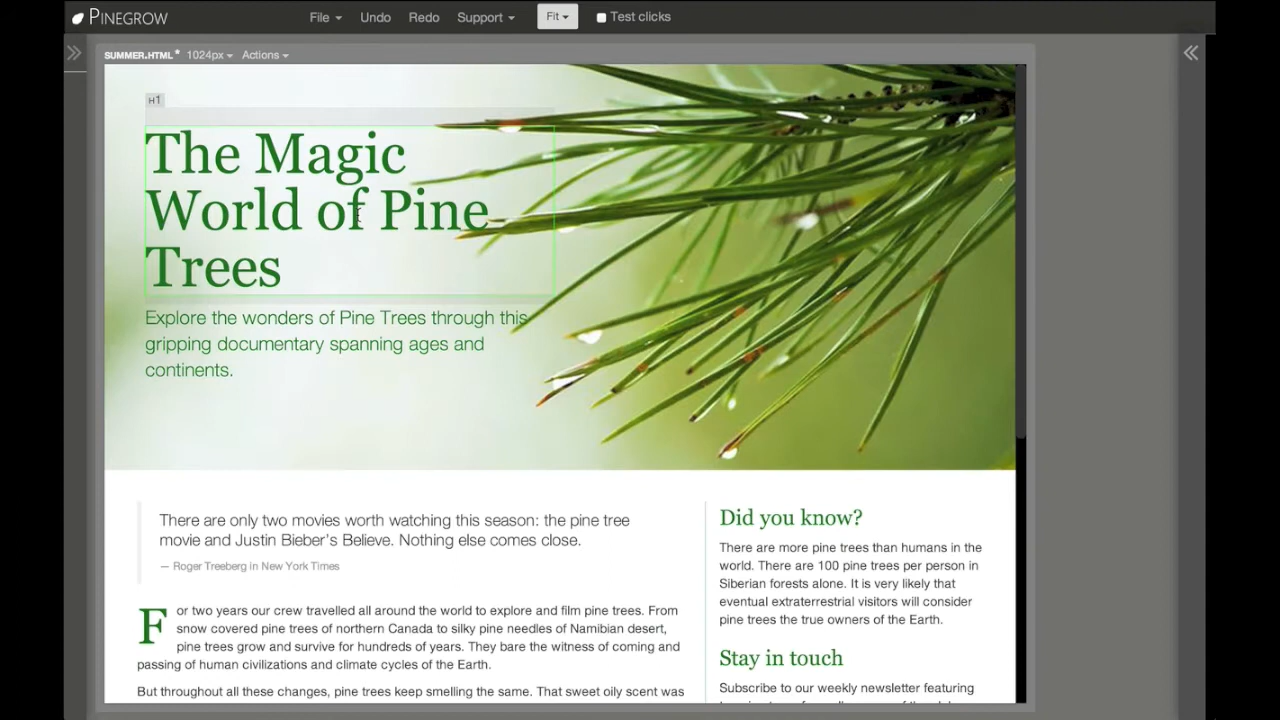 PINEGROW File Undo Redo Support Fit Test clicks
SUMMER.HTML* 1024px Actions
H1
The Magic
World of Pine
Trees
Explore the wonders of Pine Trees through this
gripping documentary spanning ages and
continents.
There are only two movies worth watching this season: the pine tree
movie and Justin Bieber's Believe. Nothing else comes close.
— Roger Treeberg in New York Times
For two years our crew travelled all around the world to explore and film pine trees. From
snow covered pine trees of northern Canada to silky pine needles of Namibian desert,
pine trees grow and survive for hundreds of years. They bare the witness of coming and
passing of human civilizations and climate cycles of the Earth.
But throughout all these changes, pine trees keep smelling the same. That sweet oily scent was
Did you know?
There are more pine trees than humans in the
world. There are 100 pine trees per person in
Siberian forests alone. It is very likely that
eventual extraterrestrial visitors will consider
pine trees the true owners of the Earth.
Stay in touch
Subscribe to our weekly newsletter featuring